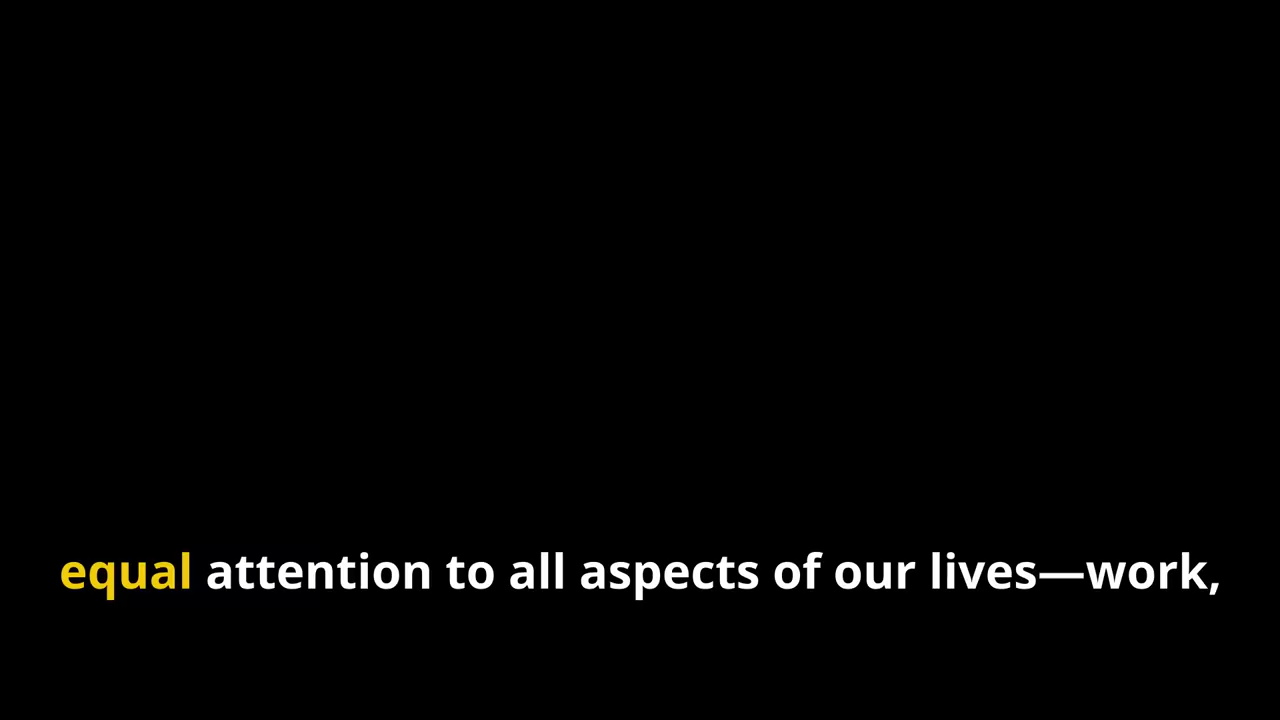 equal attention to all aspects of our lives—work,